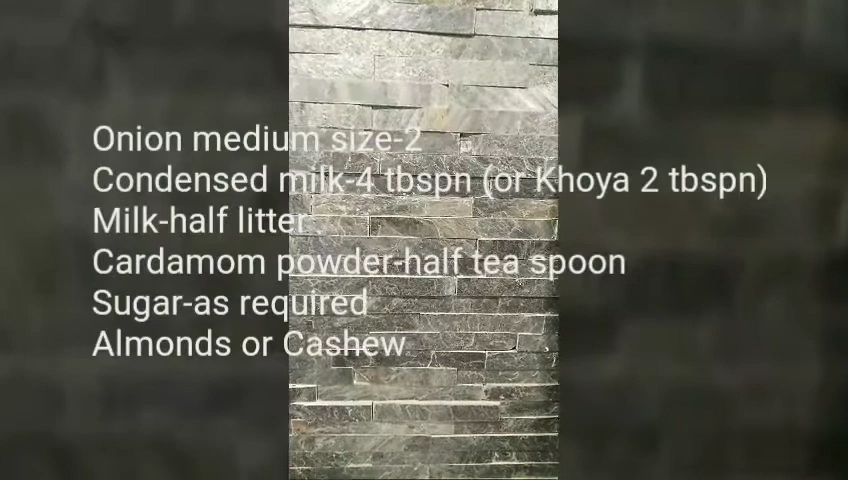 Onion medium size-2
Condensed milk-4 tbspn (or Khoya 2 tbspn)
Milk-half litter
Cardamom powder-half tea spoon
Sugar-as required
Almonds or Cashew